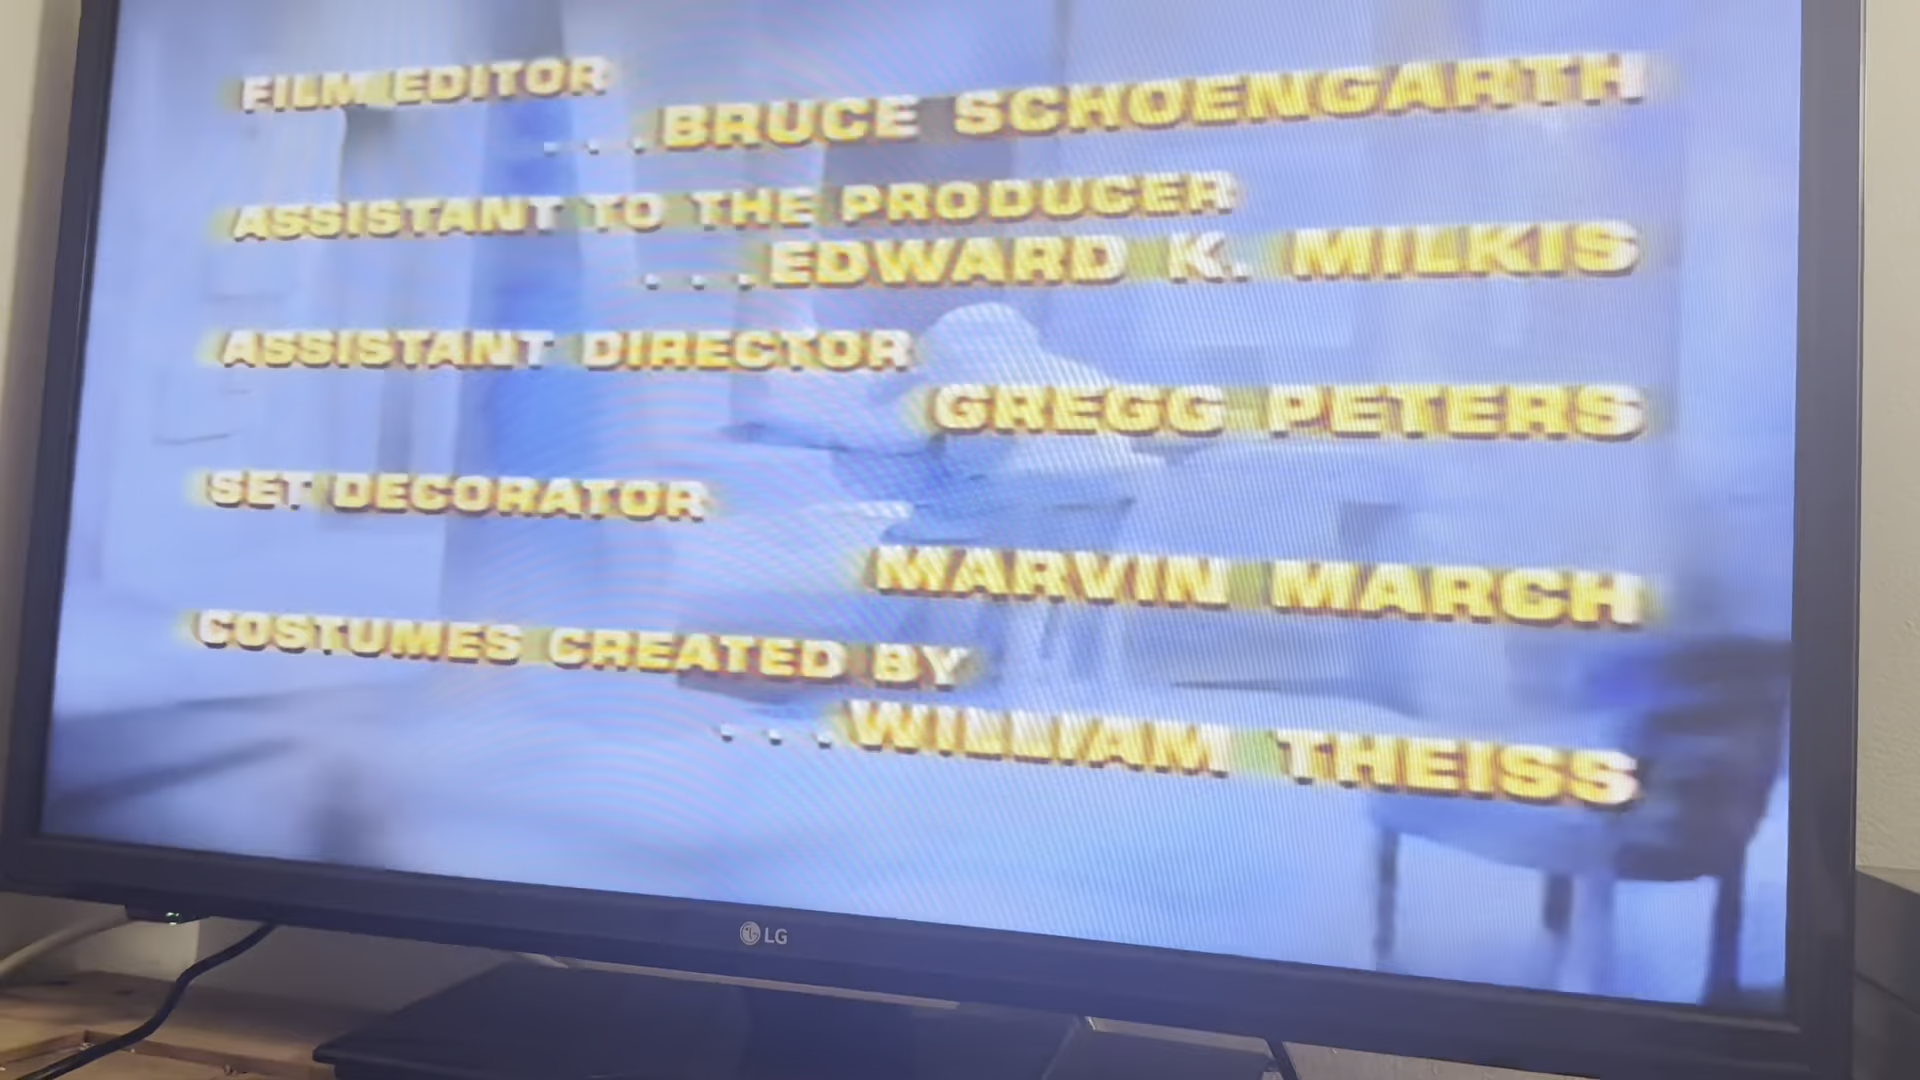 FILM EDITOR
...BRUCE SCHOENGARTH
ASSISTANT TO THE PRODUCER
...EDWARD K. MILKIS
ASSISTANT DIRECTOR
GREGG PETERS
SET DECORATOR
MARVIN MARCH
COSTUMES CREATED BY
...WILLIAM THEISS
LG